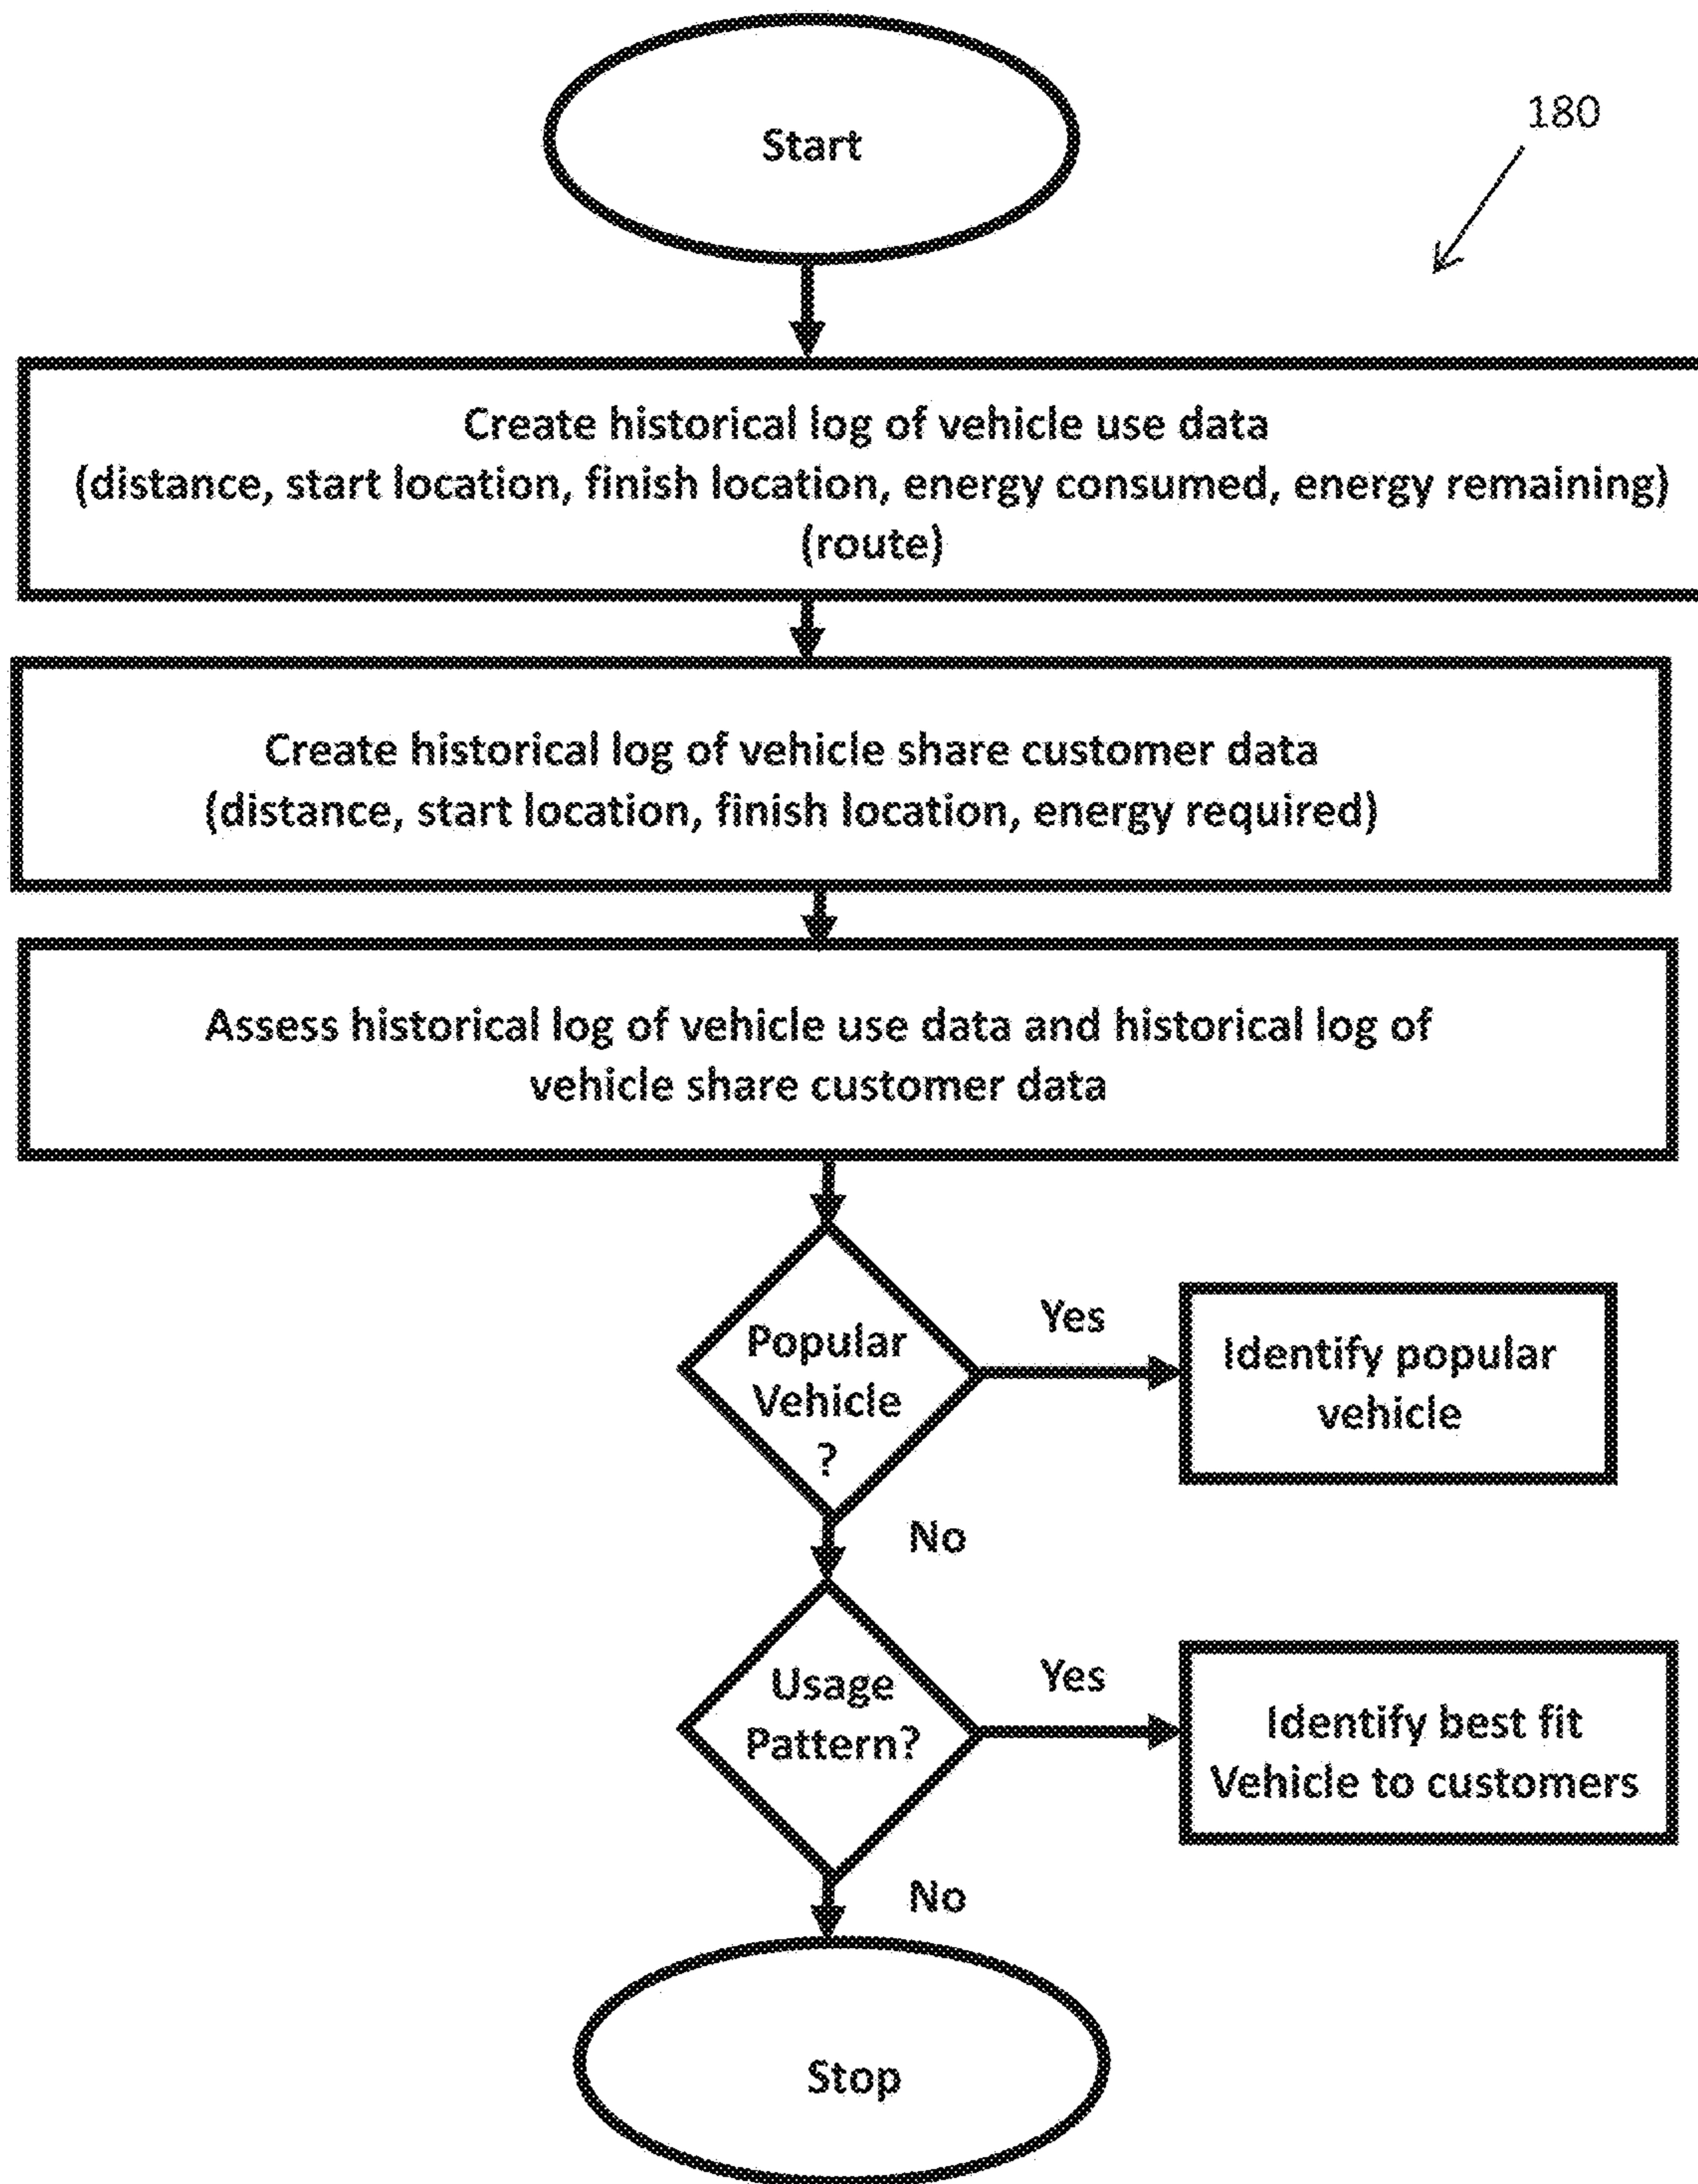 Start
180
Create historical log of vehicle use data
(distance, start location, finish location, energy consumed, energy remaining)
(route)
Create historical log of vehicle share customer data
(distance, start location, finish location, energy required)
Assess historical log of vehicle use data and historical log of
vehicle share customer data
Popular
Vehicle
?
Yes
Identify popular
vehicle
No
Usage
Pattern?
Yes
Identify best fit
Vehicle to customers
No
Stop